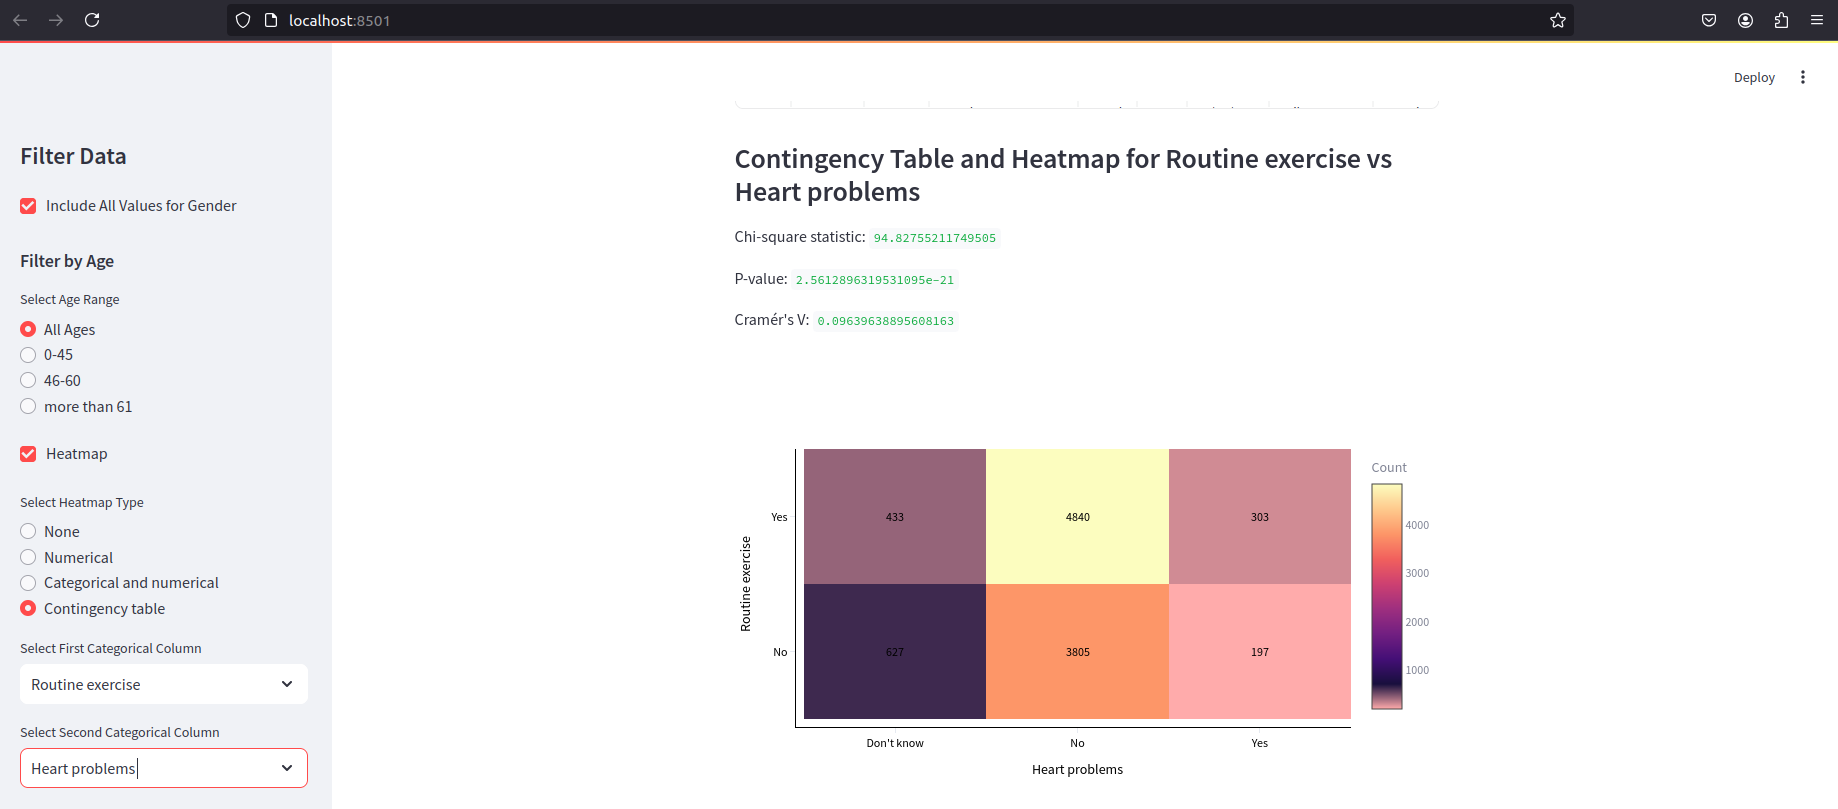 localhost:8501
Deploy
Filter Data
Include All Values for Gender
Filter by Age
Select Age Range
All Ages
0-45
46-60
more than 61
Heatmap
Select Heatmap Type
None
Numerical
Categorical and numerical
Contingency table
Select First Categorical Column
Routine exercise
Select Second Categorical Column
Heart problems
Contingency Table and Heatmap for Routine exercise vs
Heart problems
Chi-square statistic: 94.82755211749505
P-value: 2.5612896319531095e-21
Cramér's V: 0.09639638895608163
Routine exercise
Yes
433
4840
303
No
627
3805
197
Don't know
No
Yes
Heart problems
Count
4000
3000
2000
1000